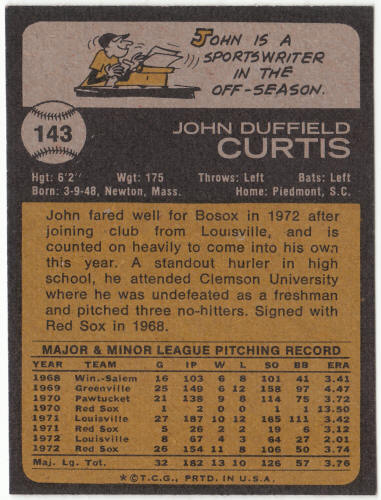 JOHN IS A
SPORTSWRITER
IN THE
OFF-SEASON.
143
JOHN DUFFIELD
CURTIS
Hgt: 6'2" Wgt: 175 Throws: Left Bats: Left
Born: 3-9-48, Newton, Mass. Home: Piedmont, S.C.
John fared well for Bosox in 1972 after
joining club from Louisville, and is
counted on heavily to come into his own
this year. A standout hurler in high
school, he attended Clemson University
where he was undefeated as a freshman
and pitched three no-hitters. Signed with
Red Sox in 1968.
MAJOR & MINOR LEAGUE PITCHING RECORD
YEAR TEAM G IP W L SO BB ERA
1968 Win.-Salem 16 103 6 8 101 41 3.41
1969 Greenville 25 149 6 12 158 97 4.47
1970 Pawtucket 21 138 9 8 114 75 3.72
1970 Red Sox 1 2 0 0 1 1 13.50
1971 Louisville 27 187 10 12 165 111 3.42
1971 Red Sox 5 26 2 2 19 6 3.12
1972 Louisville 8 67 4 3 64 27 2.01
1972 Red Sox 26 154 11 8 106 50 3.74
Maj. Lg. Tot. 32 182 13 10 126 57 3.76
*©T.C.G., PRTD. IN U.S.A.